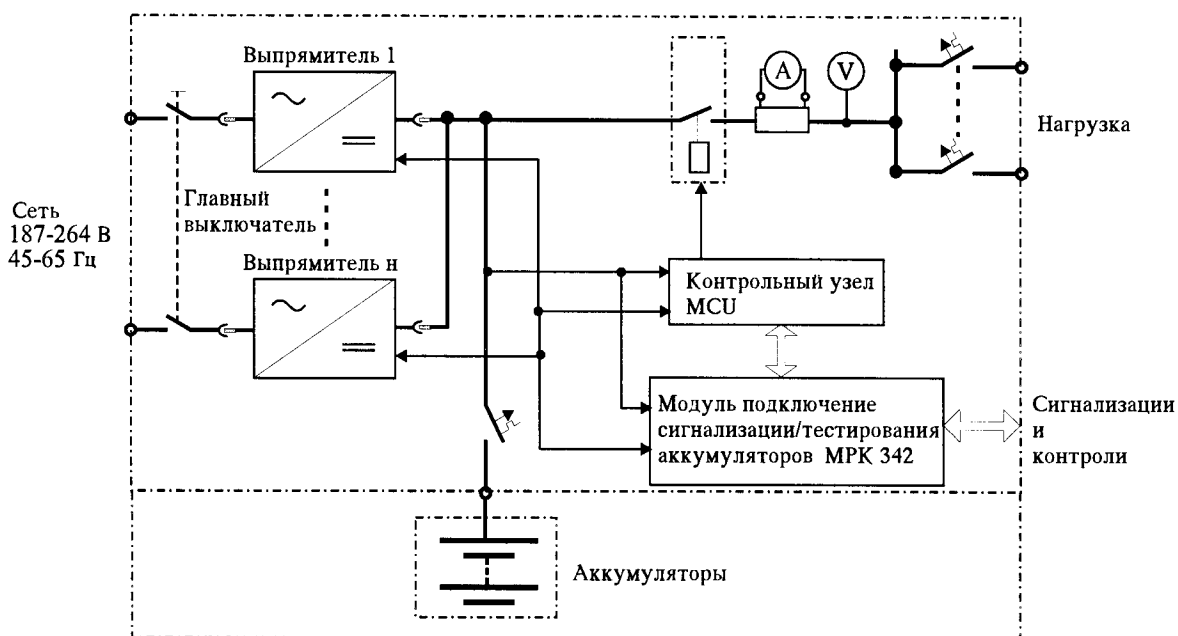 Выпрямитель 1
A
V
Нагрузка
Главный
выключатель
Сеть
187-264 В
45-65 Гц
Выпрямитель н
Контрольный узел
MCU
Модуль подключение
сигнализации/тестирования
аккумуляторов МРК 342
Сигнализации
и
контроли
Аккумуляторы